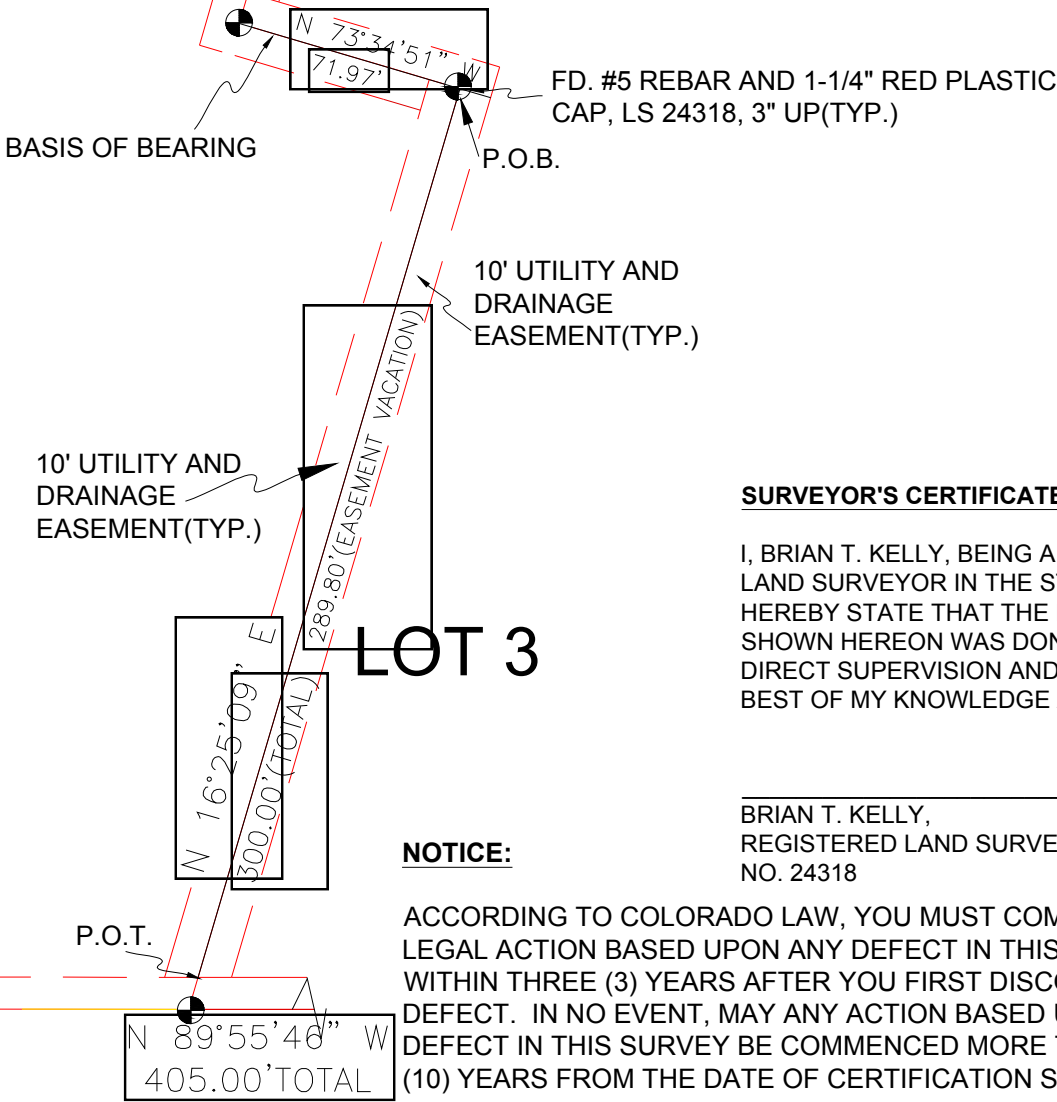 N 73°34'51" W
71.97'
FD. #5 REBAR AND 1-1/4" RED PLASTIC
CAP, LS 24318, 3" UP(TYP.)
BASIS OF BEARING
P.O.B.
10' UTILITY AND
DRAINAGE
EASEMENT(TYP.)
289.80'(EASEMENT VACATION)
10' UTILITY AND
DRAINAGE
EASEMENT(TYP.)
LOT 3
N 16°25'09" E
300.00'(TOTAL)
SURVEYOR'S CERTIFICATE
I, BRIAN T. KELLY, BEING A
LAND SURVEYOR IN THE
HEREBY STATE THAT THE
SHOWN HEREON WAS
DIRECT SUPERVISION AND
BEST OF MY KNOWLEDGE
BRIAN T. KELLY,
REGISTERED LAND
NO. 24318
NOTICE:
ACCORDING TO COLORADO LAW, YOU MUST
LEGAL ACTION BASED UPON ANY DEFECT IN THIS
WITHIN THREE (3) YEARS AFTER YOU FIRST
DEFECT. IN NO EVENT, MAY ANY ACTION BASED
DEFECT IN THIS SURVEY BE COMMENCED MORE
(10) YEARS FROM THE DATE OF CERTIFICATION
P.O.T.
N 89°55'46" W
405.00'TOTAL